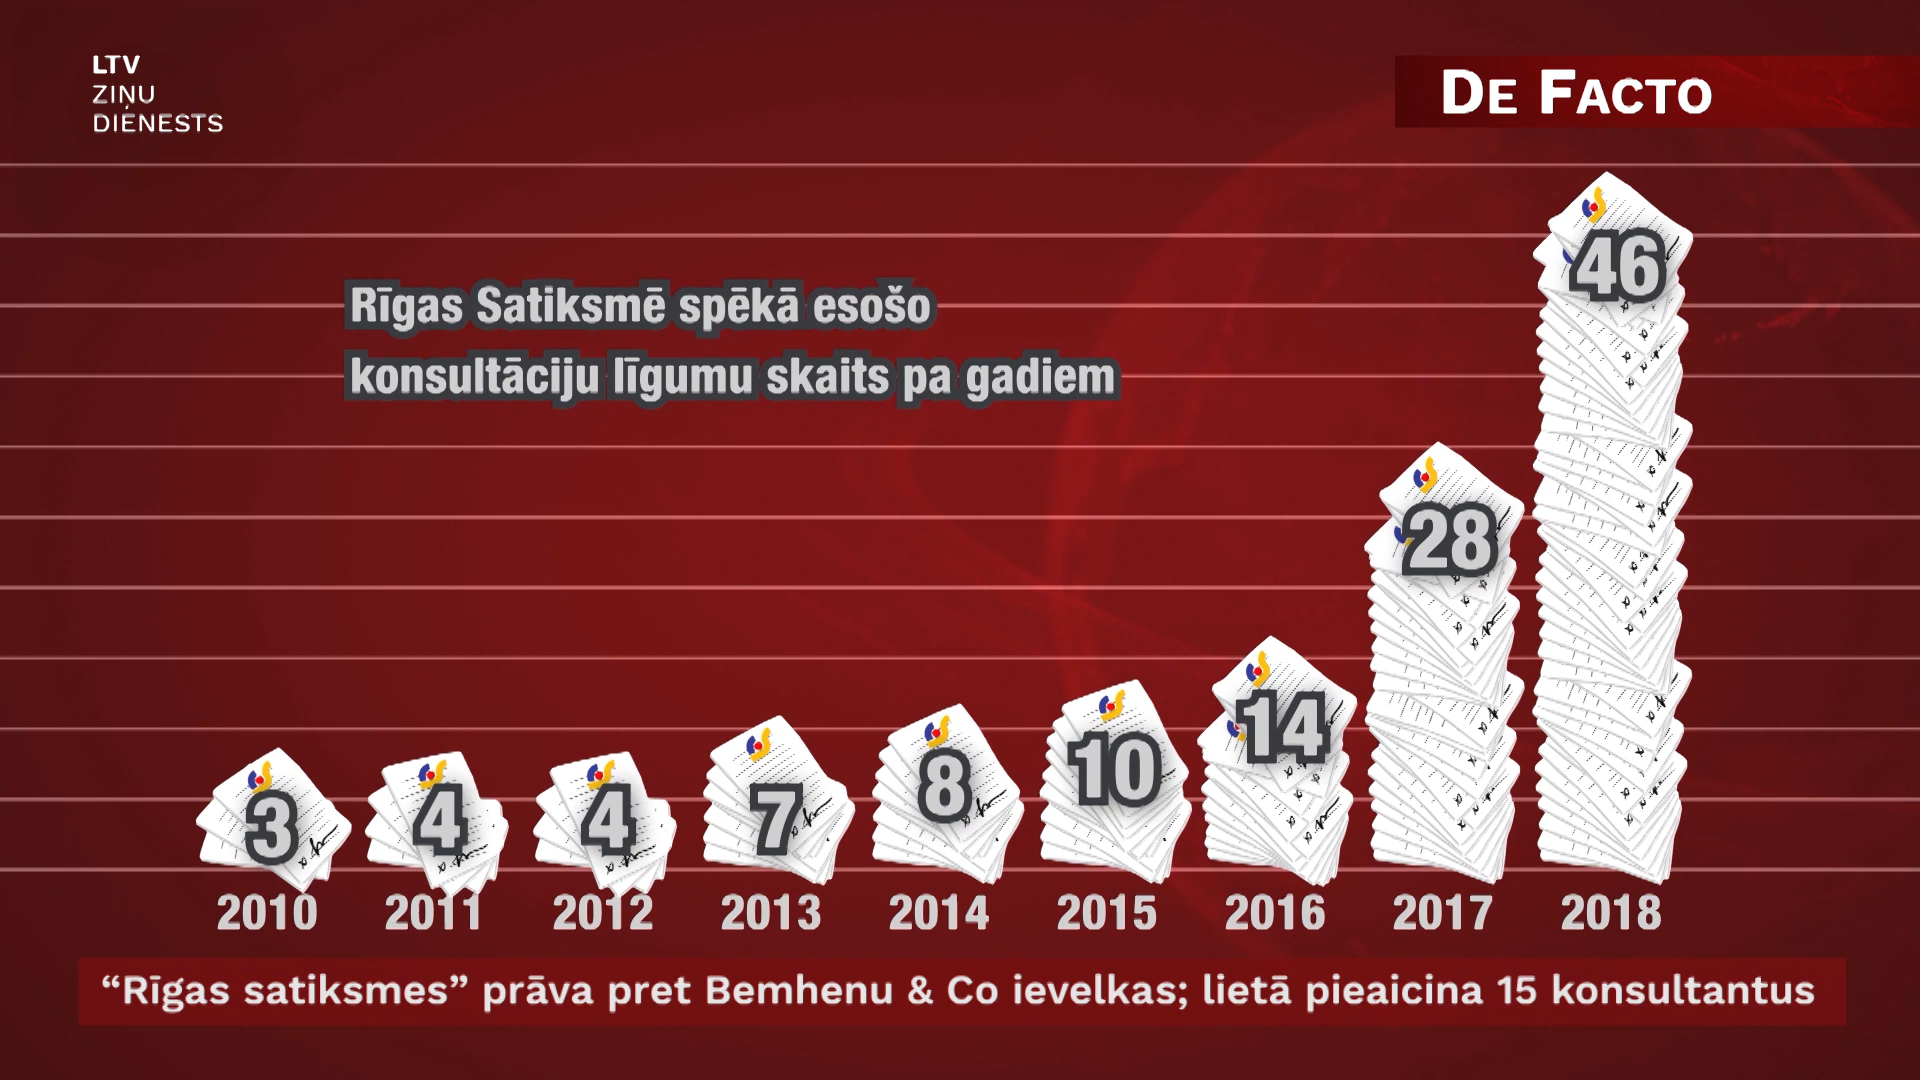 LTV
ZIŅU
DIENESTS
DE FACTO
Rīgas Satiksmē spēkā esošo
konsultāciju līgumu skaits pa gadiem
3
4
4
7
8
10
14
28
46
2010
2011
2012
2013
2014
2015
2016
2017
2018
“Rīgas satiksmes” prāva pret Bemhenu & Co ievelkas; lietā pieaicina 15 konsultantus